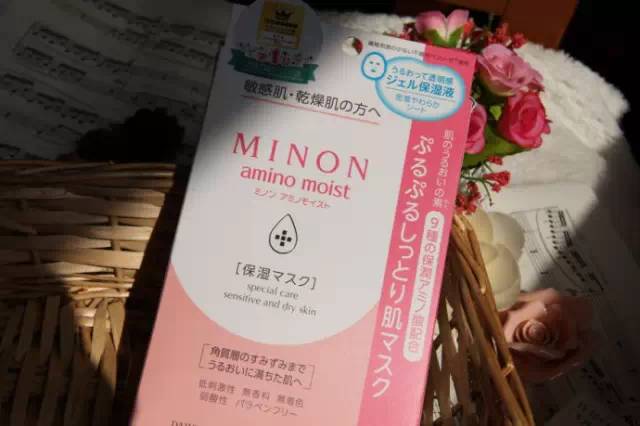 敏感肌・乾燥肌の方へ
うるおって透明感
ジェル保湿液
密着やわらか
シート
MINON
amino moist
ミノン アミノモイスト
[保湿マスク]
special care
sensitive and dry skin
角質層のすみずみまで
うるおいに満ちた肌へ
低刺激性 無香料 無着色
弱酸性 パラベンフリー
肌のうるおいの素で
ぷるぷるしっとり肌マスク
9種の保潤アミノ酸配合